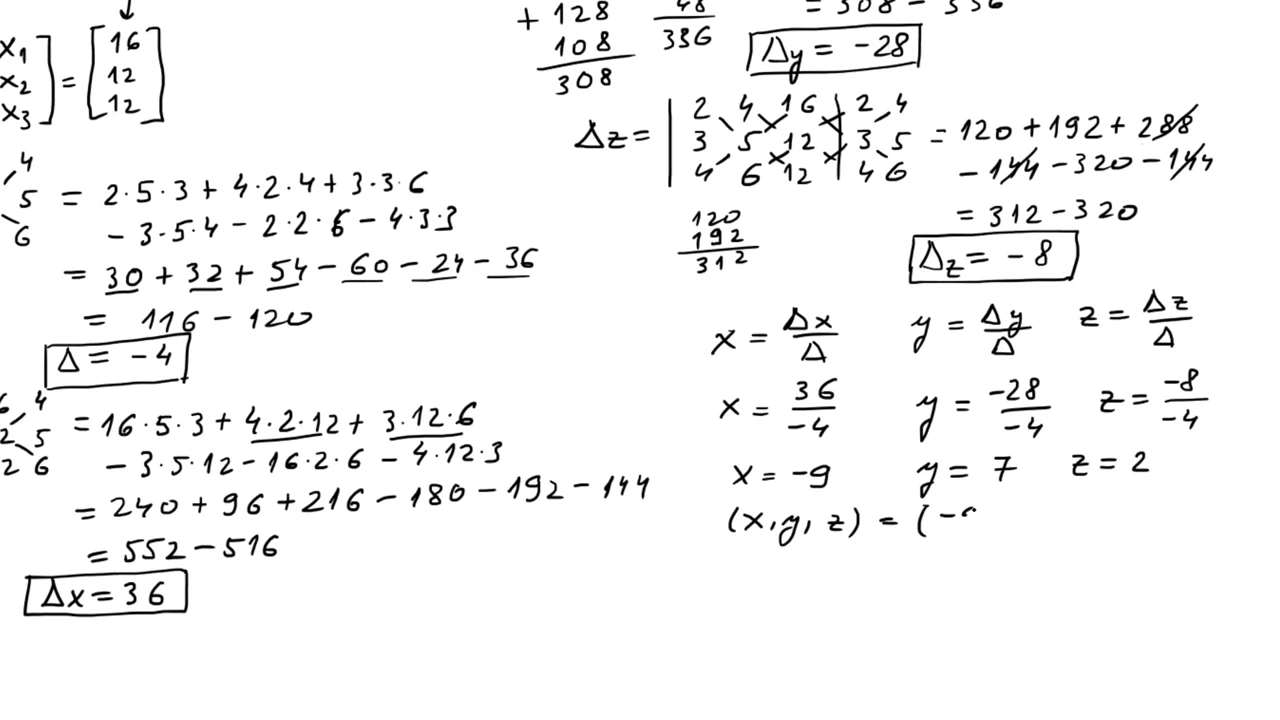 x1
x2 =
x3
16
12
12
4
5 = 2·5·3 + 4·2·4 + 3·3·6
6 - 3·5·4 - 2·2·6 - 4·3·3
= 30 + 32 + 54 - 60 - 24 - 36
= 116 - 120
Δ = -4
4 = 16·5·3 + 4·2·12 + 3·12·6
2 5
2 6 - 3·5·12 - 16·2·6 - 4·12·3
= 240 + 96 + 216 - 180 - 192 - 144
= 552 - 516
Δx = 36
+ 128
108
308
48
336
= 308 - 336
Δy = -28
Δz = | 2 4 16 | 2 4
3 5 12 | 3 5 = 120 + 192 + 288
4 6 12 | 4 6 - 144 - 320 - 144
= 312 - 320
120
192
312
Δz = -8
x = Δx/Δ y = Δy/Δ z = Δz/Δ
x = 36/-4 y = -28/-4 z = -8/-4
x = -9 y = 7 z = 2
(x, y, z) = (-